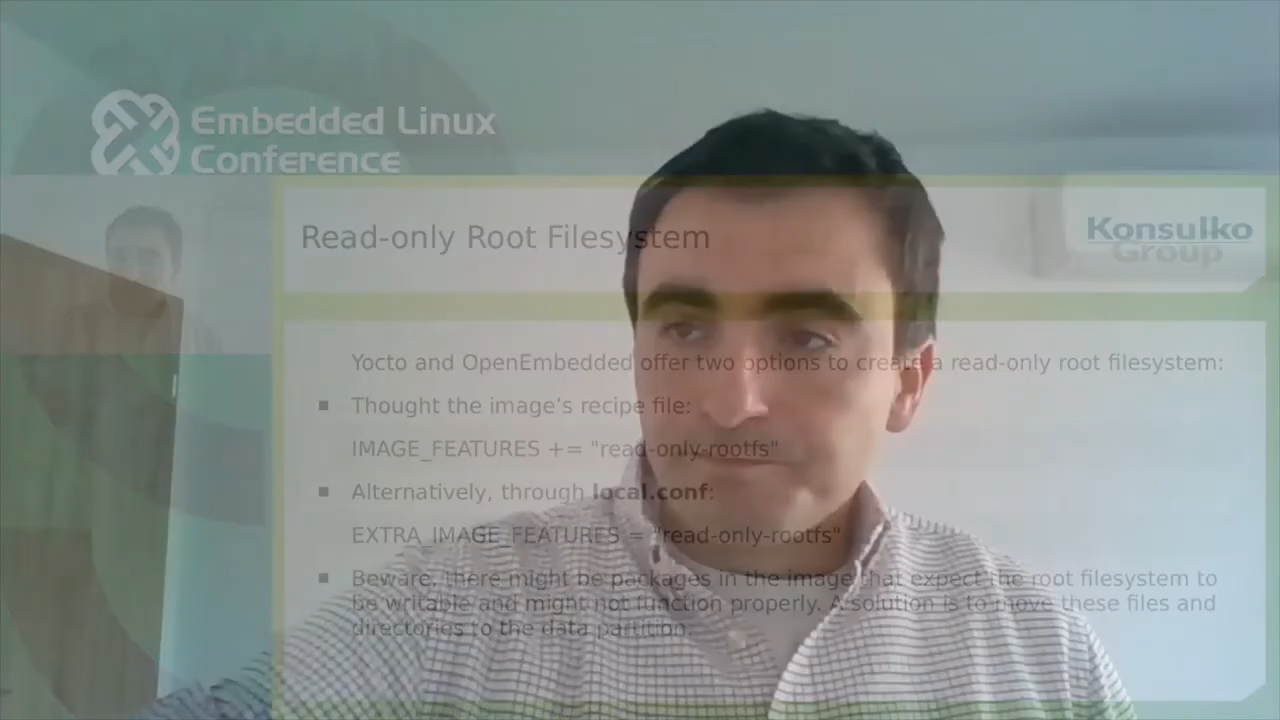 Embedded Linux
Conference
Read-only Root Filesystem
Konsulko
Group
Yocto and OpenEmbedded offer two options to create a read-only root filesystem:
Thought the image's recipe file:
IMAGE_FEATURES += "read-only-rootfs"
Alternatively, through local.conf:
EXTRA_IMAGE_FEATURES = "read-only-rootfs"
Beware, there might be packages in the image that expect the root filesystem to
be writable and might not function properly. A solution is to move these files and
directories to the data partition.